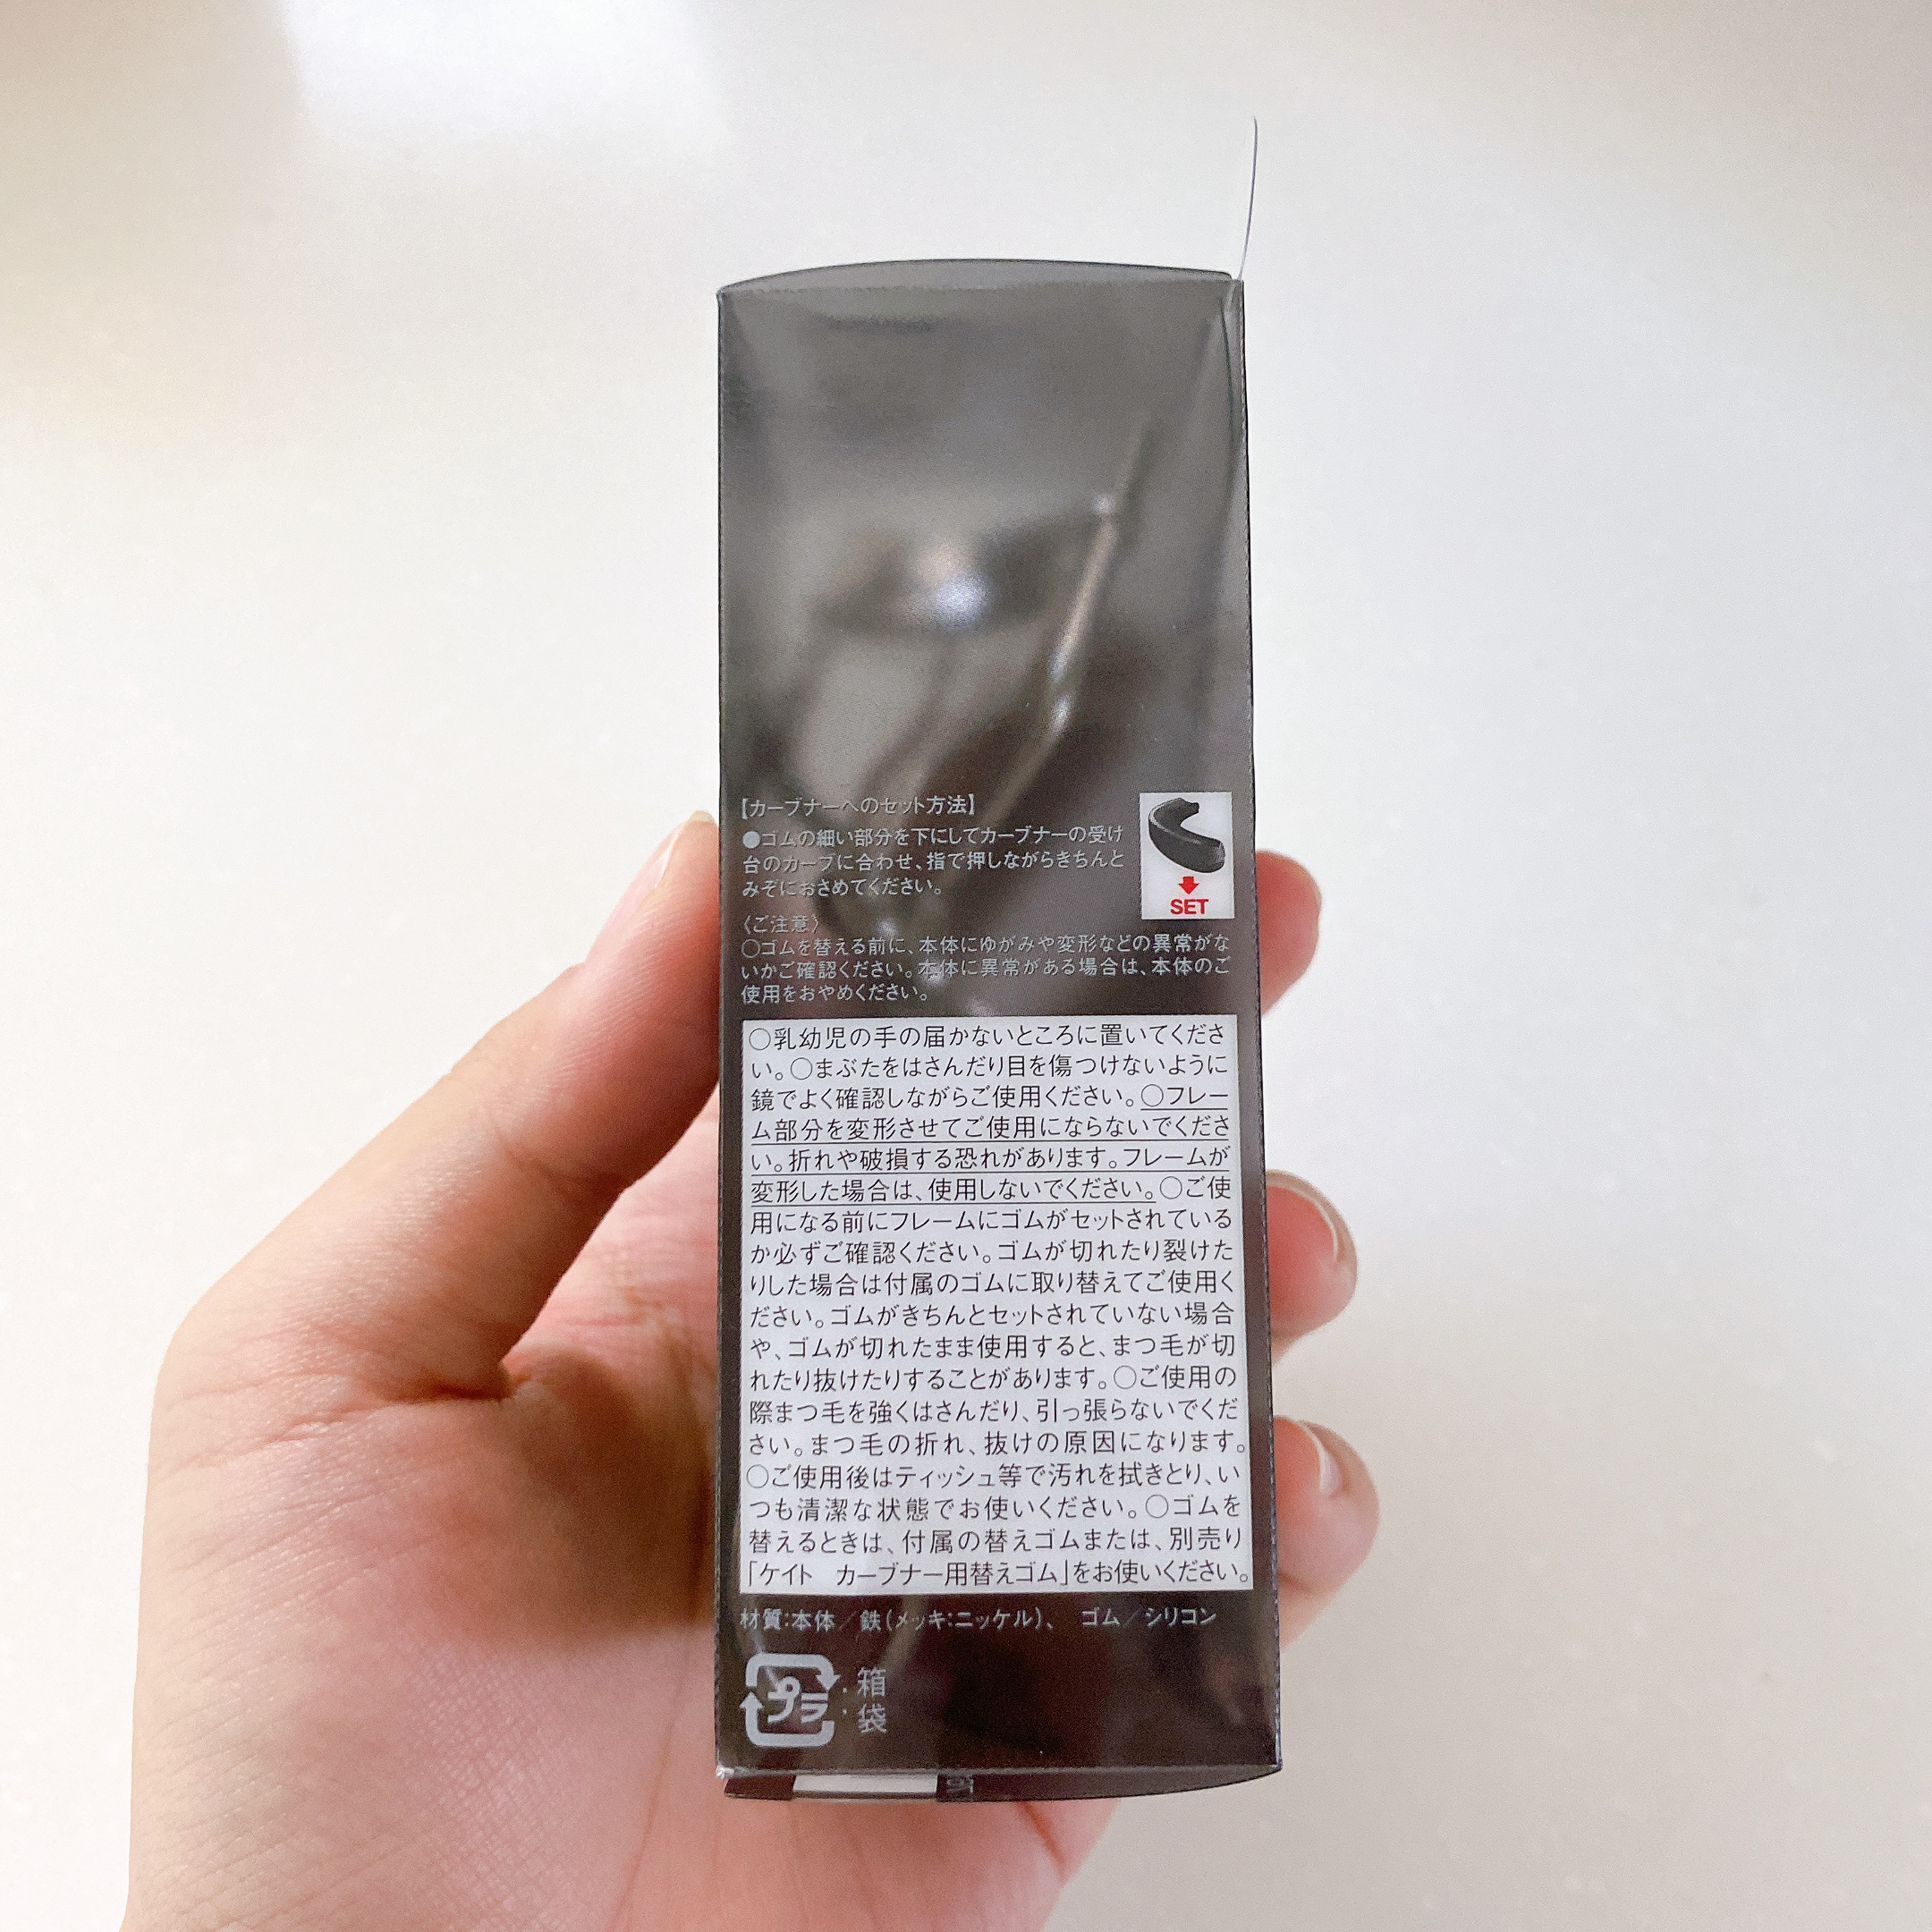 【カーブナーへのセット方法】
●ゴムの細い部分を下にしてカーブナーの受け
台のカーブに合わせ、指で押しながらきちんと
みぞにおさめてください。
SET
〈ご注意〉
○ゴムを替える前に、本体にゆがみや変形などの異常がな
いかご確認ください。本体に異常がある場合は、本体のご
使用をおやめください。
○乳幼児の手の届かないところに置いてくださ
い。○まぶたをはさんだり目を傷つけないように
鏡でよく確認しながらご使用ください。○フレー
ム部分を変形させてご使用にならないでくださ
い。折れや破損する恐れがあります。フレームが
変形した場合は、使用しないでください。○ご使
用になる前にフレームにゴムがセットされている
か必ずご確認ください。ゴムが切れたり裂けた
りした場合は付属のゴムに取り替えてご使用く
ださい。ゴムがきちんとセットされていない場合
や、ゴムが切れたまま使用すると、まつ毛が切
れたり抜けたりすることがあります。○ご使用の
際まつ毛を強くはさんだり、引っ張らないでくだ
さい。まつ毛の折れ、抜けの原因になります。
○ご使用後はティッシュ等で汚れを拭きとり、い
つも清潔な状態でお使いください。○ゴムを
替えるときは、付属の替えゴムまたは、別売り
「ケイト　カーブナー用替えゴム」をお使いください。
材質：本体／鉄（メッキ：ニッケル）、　ゴム／シリコン
プラ：箱
：袋